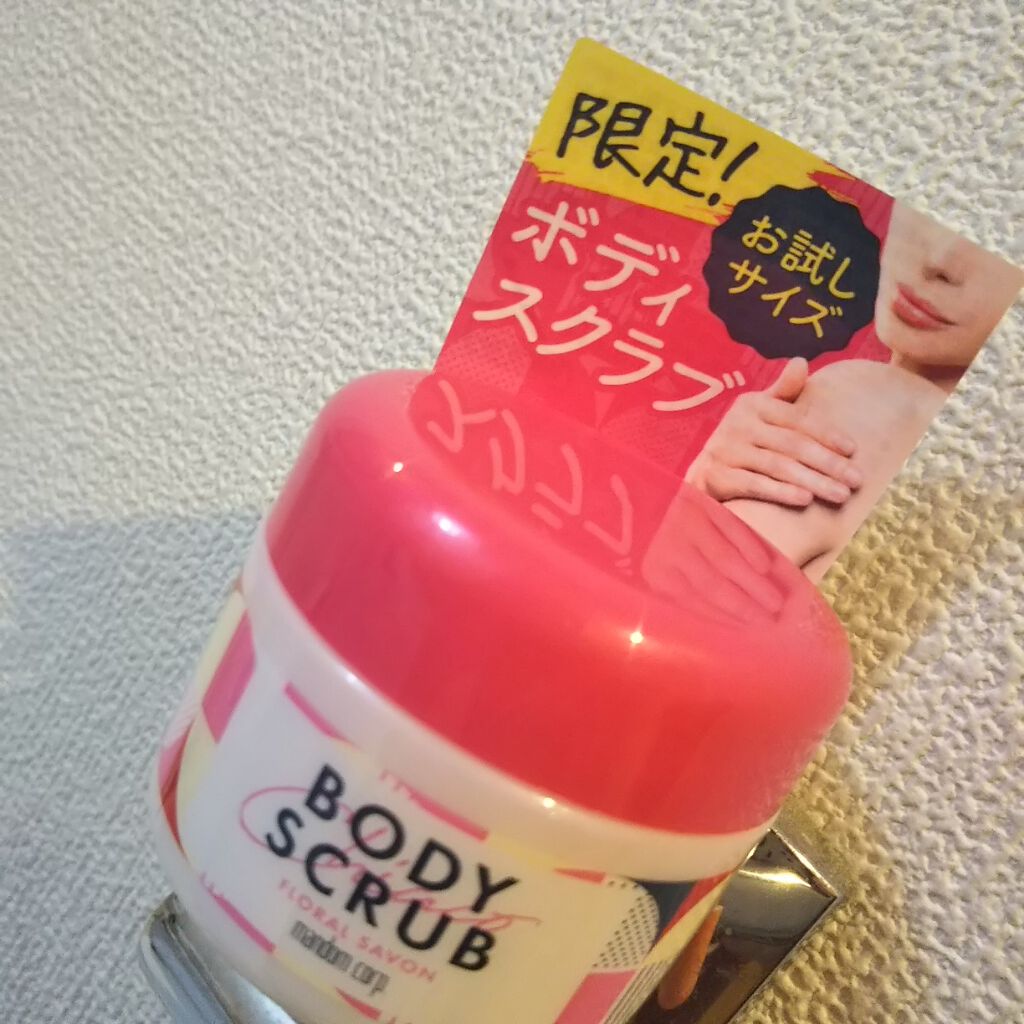 限定!
お試し
サイズ
ボディ
スクラブ
BODY
SCRUB
FLORAL SAVON
mandom corp.